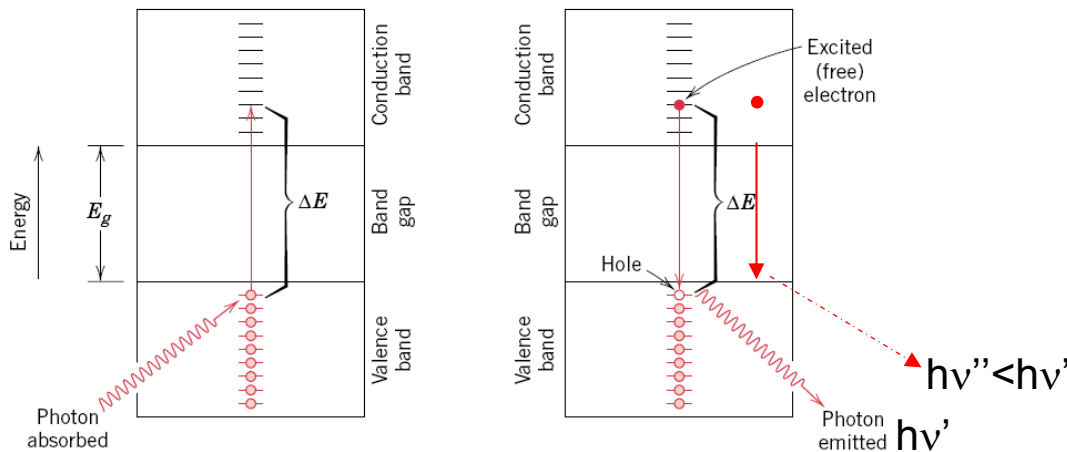 Energy
E_g
ΔE
Conduction
band
Band
gap
Valence
band
Photon
absorbed
Conduction
band
Band
gap
Valence
band
Excited
(free)
electron
ΔE
Hole
hν''<hν'
Photon
emitted hν'